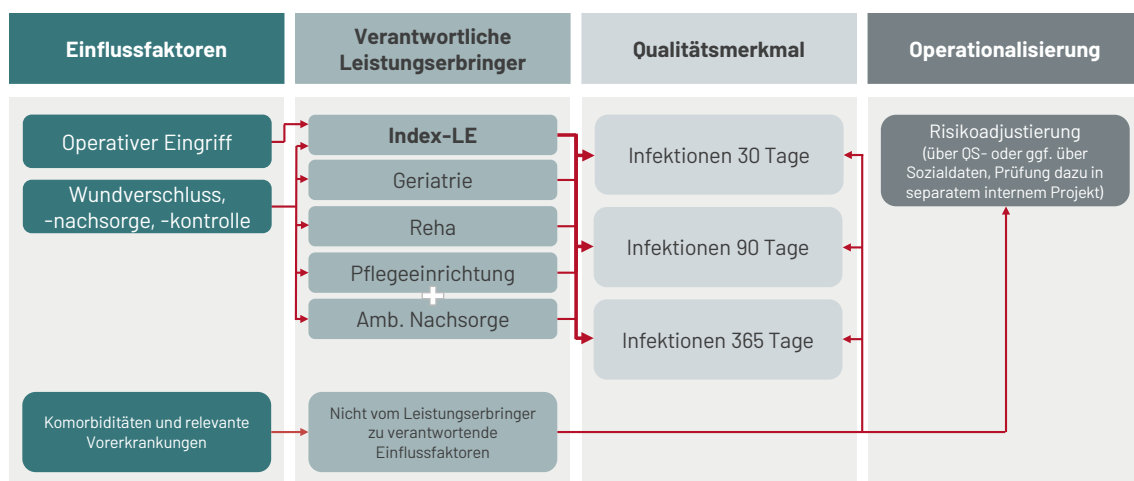 Einflussfaktoren
Verantwortliche
Leistungserbringer
Qualitätsmerkmal
Operationalisierung
Operativer Eingriff
Wundverschluss,
-nachsorge, -kontrolle
Komorbiditäten und relevante
Vorerkrankungen
Index-LE
Geriatrie
Reha
Pflegeeinrichtung
+
Amb. Nachsorge
Nicht vom Leistungserbringer
zu verantwortende
Einflussfaktoren
Infektionen 30 Tage
Infektionen 90 Tage
Infektionen 365 Tage
Risikoadjustierung
(über QS- oder ggf. über
Sozialdaten, Prüfung dazu in
separatem internem Projekt)